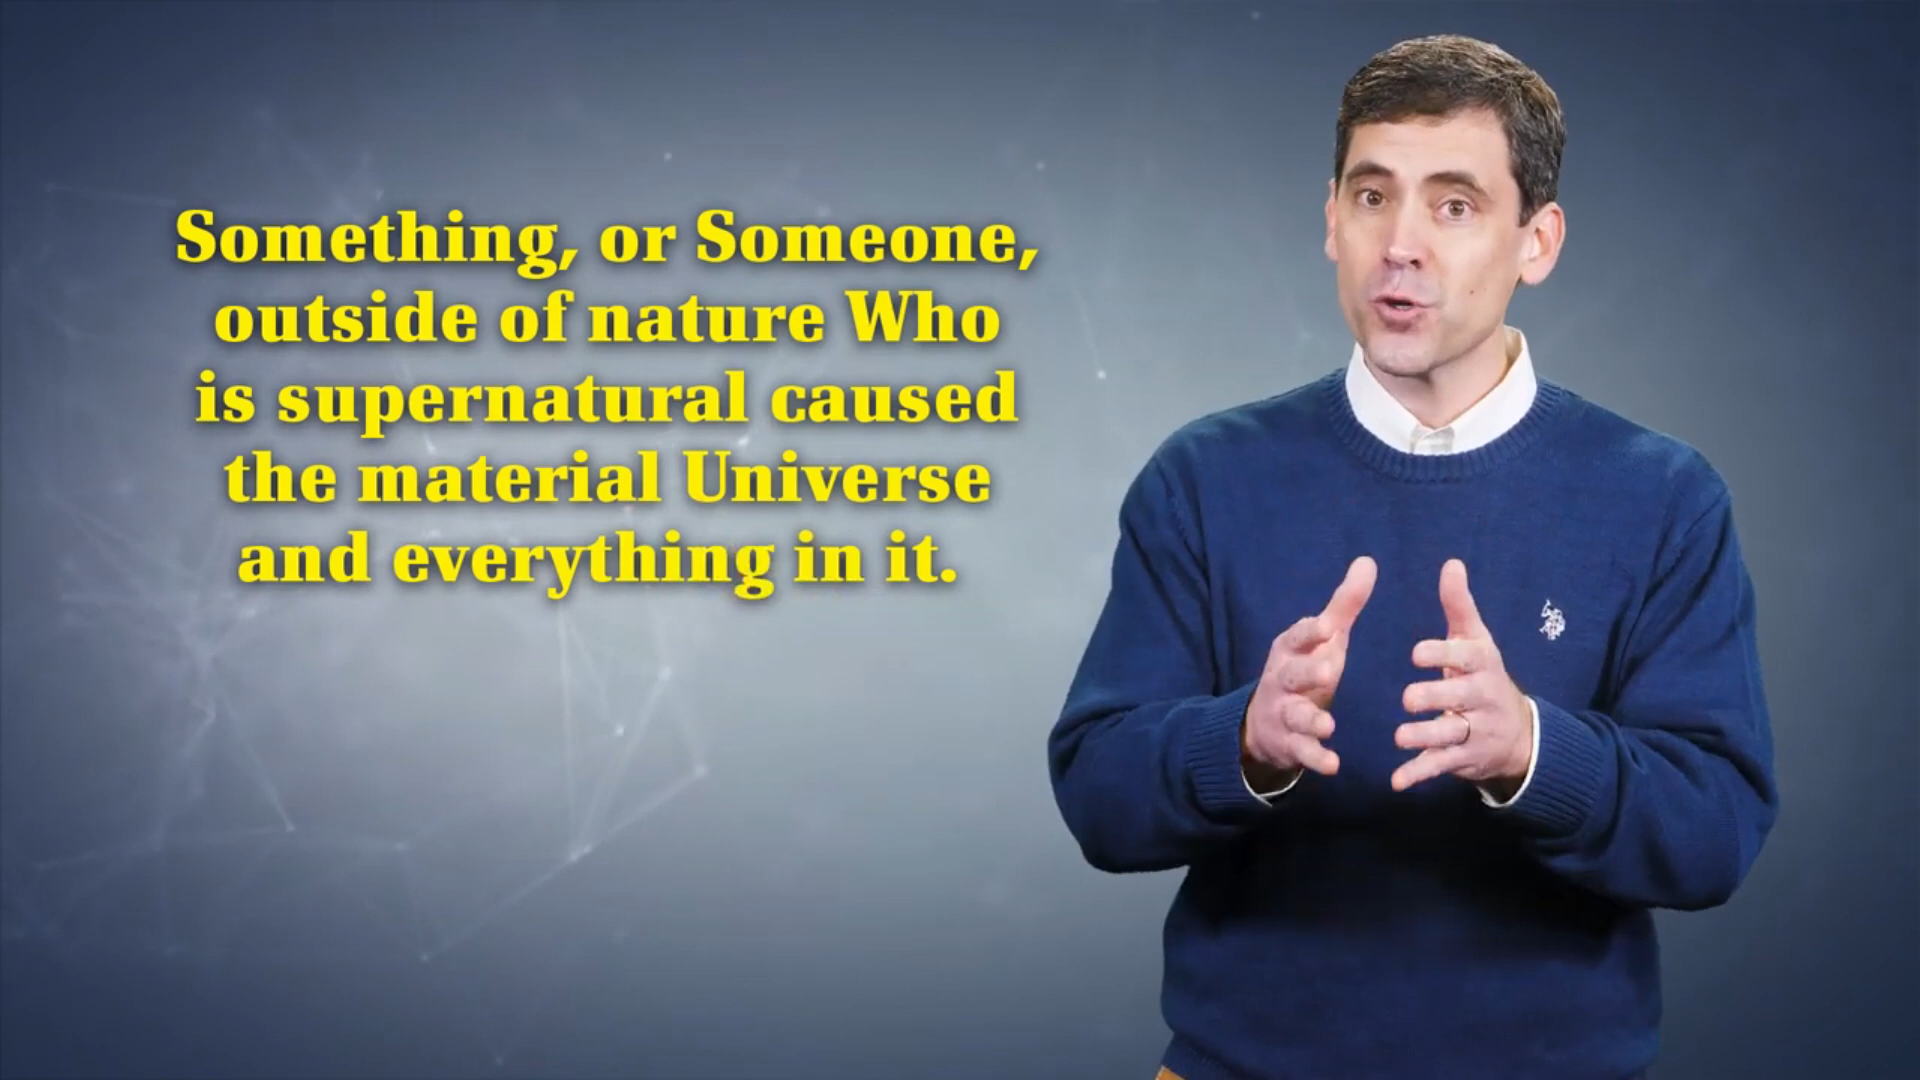 Something, or Someone,
outside of nature Who
is supernatural caused
the material Universe
and everything in it.